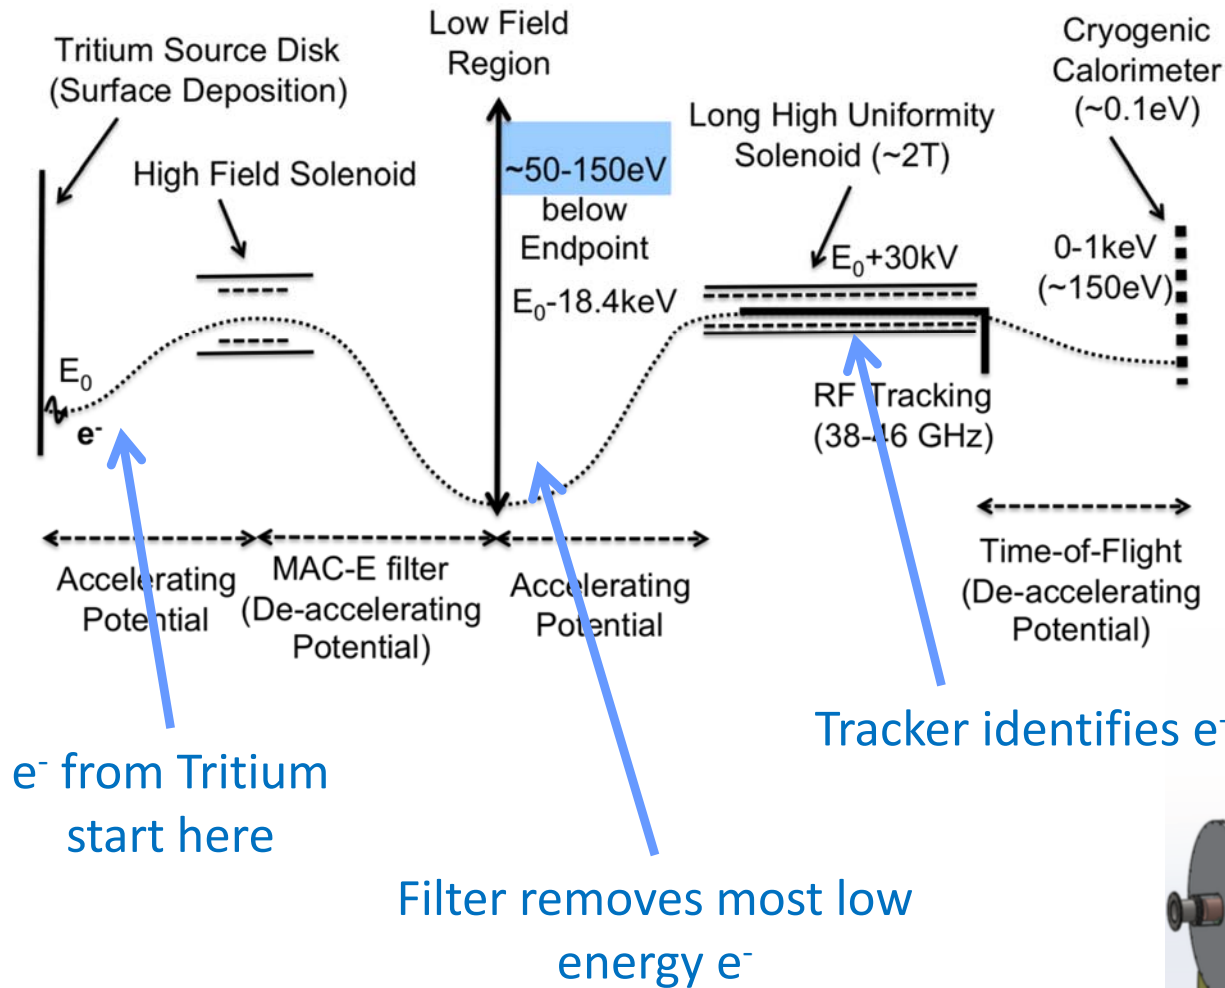 Tritium Source Disk
(Surface Deposition)
High Field Solenoid
Low Field
Region
~50-150eV
below
Endpoint
E₀-18.4keV
Long High Uniformity
Solenoid (~2T)
E₀+30kV
Cryogenic
Calorimeter
(~0.1eV)
0-1keV
(~150eV)
E₀
e⁻
RF Tracking
(38-46 GHz)
Accelerating
Potential
MAC-E filter
(De-accelerating
Potential)
Accelerating
Potential
Time-of-Flight
(De-accelerating
Potential)
e⁻ from Tritium
start here
Filter removes most low
energy e⁻
Tracker identifies e⁻